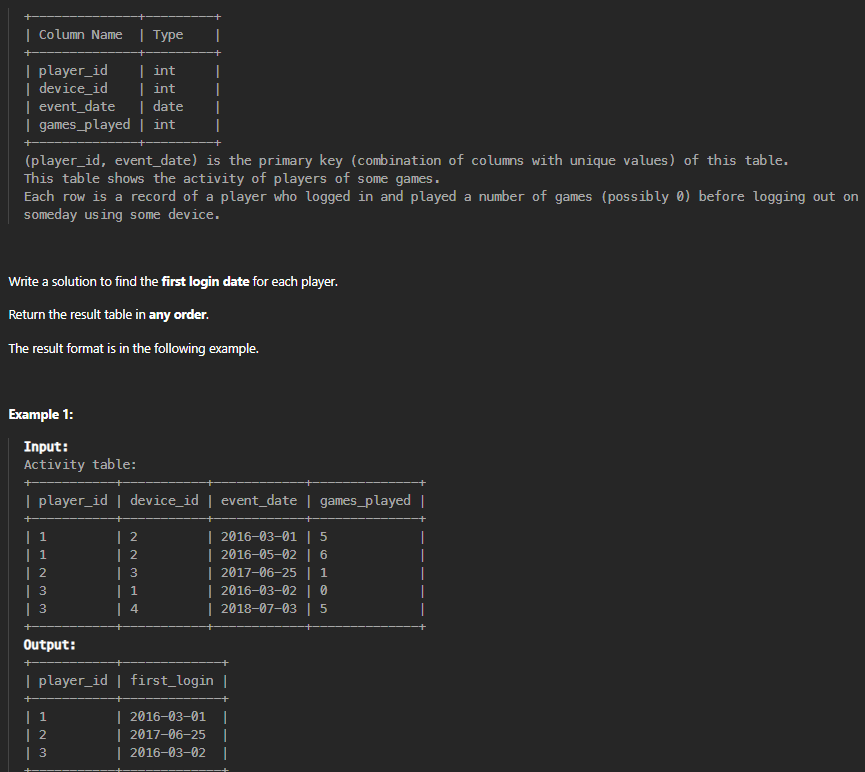 +---------------+---------+
| Column Name  | Type    |
+---------------+---------+
| player_id    | int     |
| device_id    | int     |
| event_date   | date    |
| games_played | int     |
+---------------+---------+
(player_id, event_date) is the primary key (combination of columns with unique values) of this table.
This table shows the activity of players of some games.
Each row is a record of a player who logged in and played a number of games (possibly 0) before logging out on
someday using some device.
Write a solution to find the first login date for each player.
Return the result table in any order.
The result format is in the following example.
Example 1:
Input:
Activity table:
+-----------+-----------+------------+--------------+
| player_id | device_id | event_date | games_played |
+-----------+-----------+------------+--------------+
| 1         | 2         | 2016-03-01 | 5            |
| 1         | 2         | 2016-05-02 | 6            |
| 2         | 3         | 2017-06-25 | 1            |
| 3         | 1         | 2016-03-02 | 0            |
| 3         | 4         | 2018-07-03 | 5            |
+-----------+-----------+------------+--------------+
Output:
+-----------+-------------+
| player_id | first_login |
+-----------+-------------+
| 1         | 2016-03-01  |
| 2         | 2017-06-25  |
| 3         | 2016-03-02  |
+-----------+-------------+